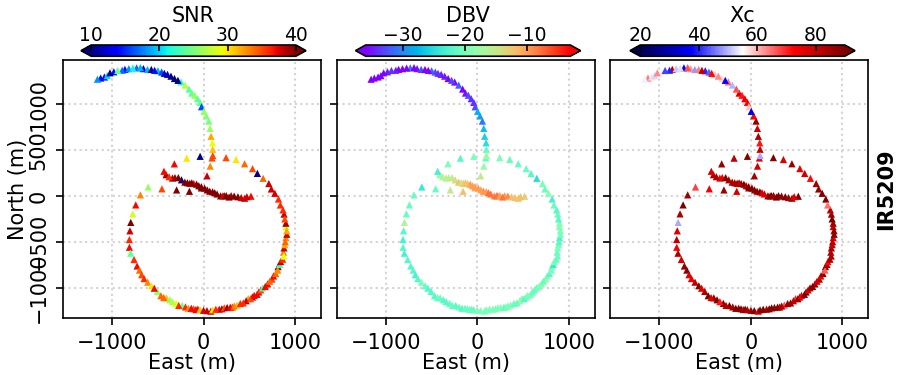 SNR DBV Xc
10 20 30 40 −30 −20 −10 20 40 60 80
North (m)
1000
500
0
−500
−1000
IR5209
−1000 0 1000 −1000 0 1000 −1000 0 1000
East (m) East (m) East (m)